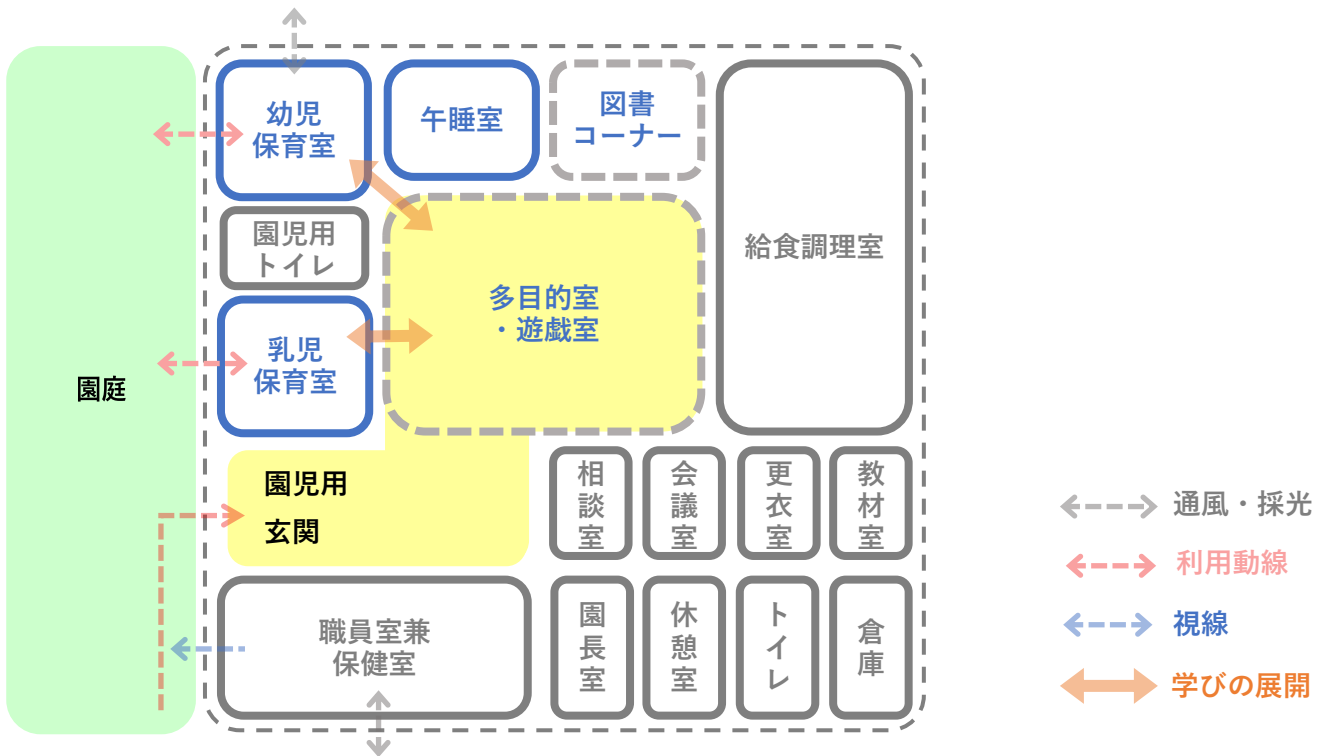 幼児
保育室
午睡室
図書
コーナー
園児用
トイレ
給食調理室
多目的室
・遊戯室
乳児
保育室
園庭
園児用
玄関
相談室
会議室
更衣室
教材室
職員室兼
保健室
園長室
休憩室
トイレ
倉庫
通風・採光
利用動線
視線
学びの展開